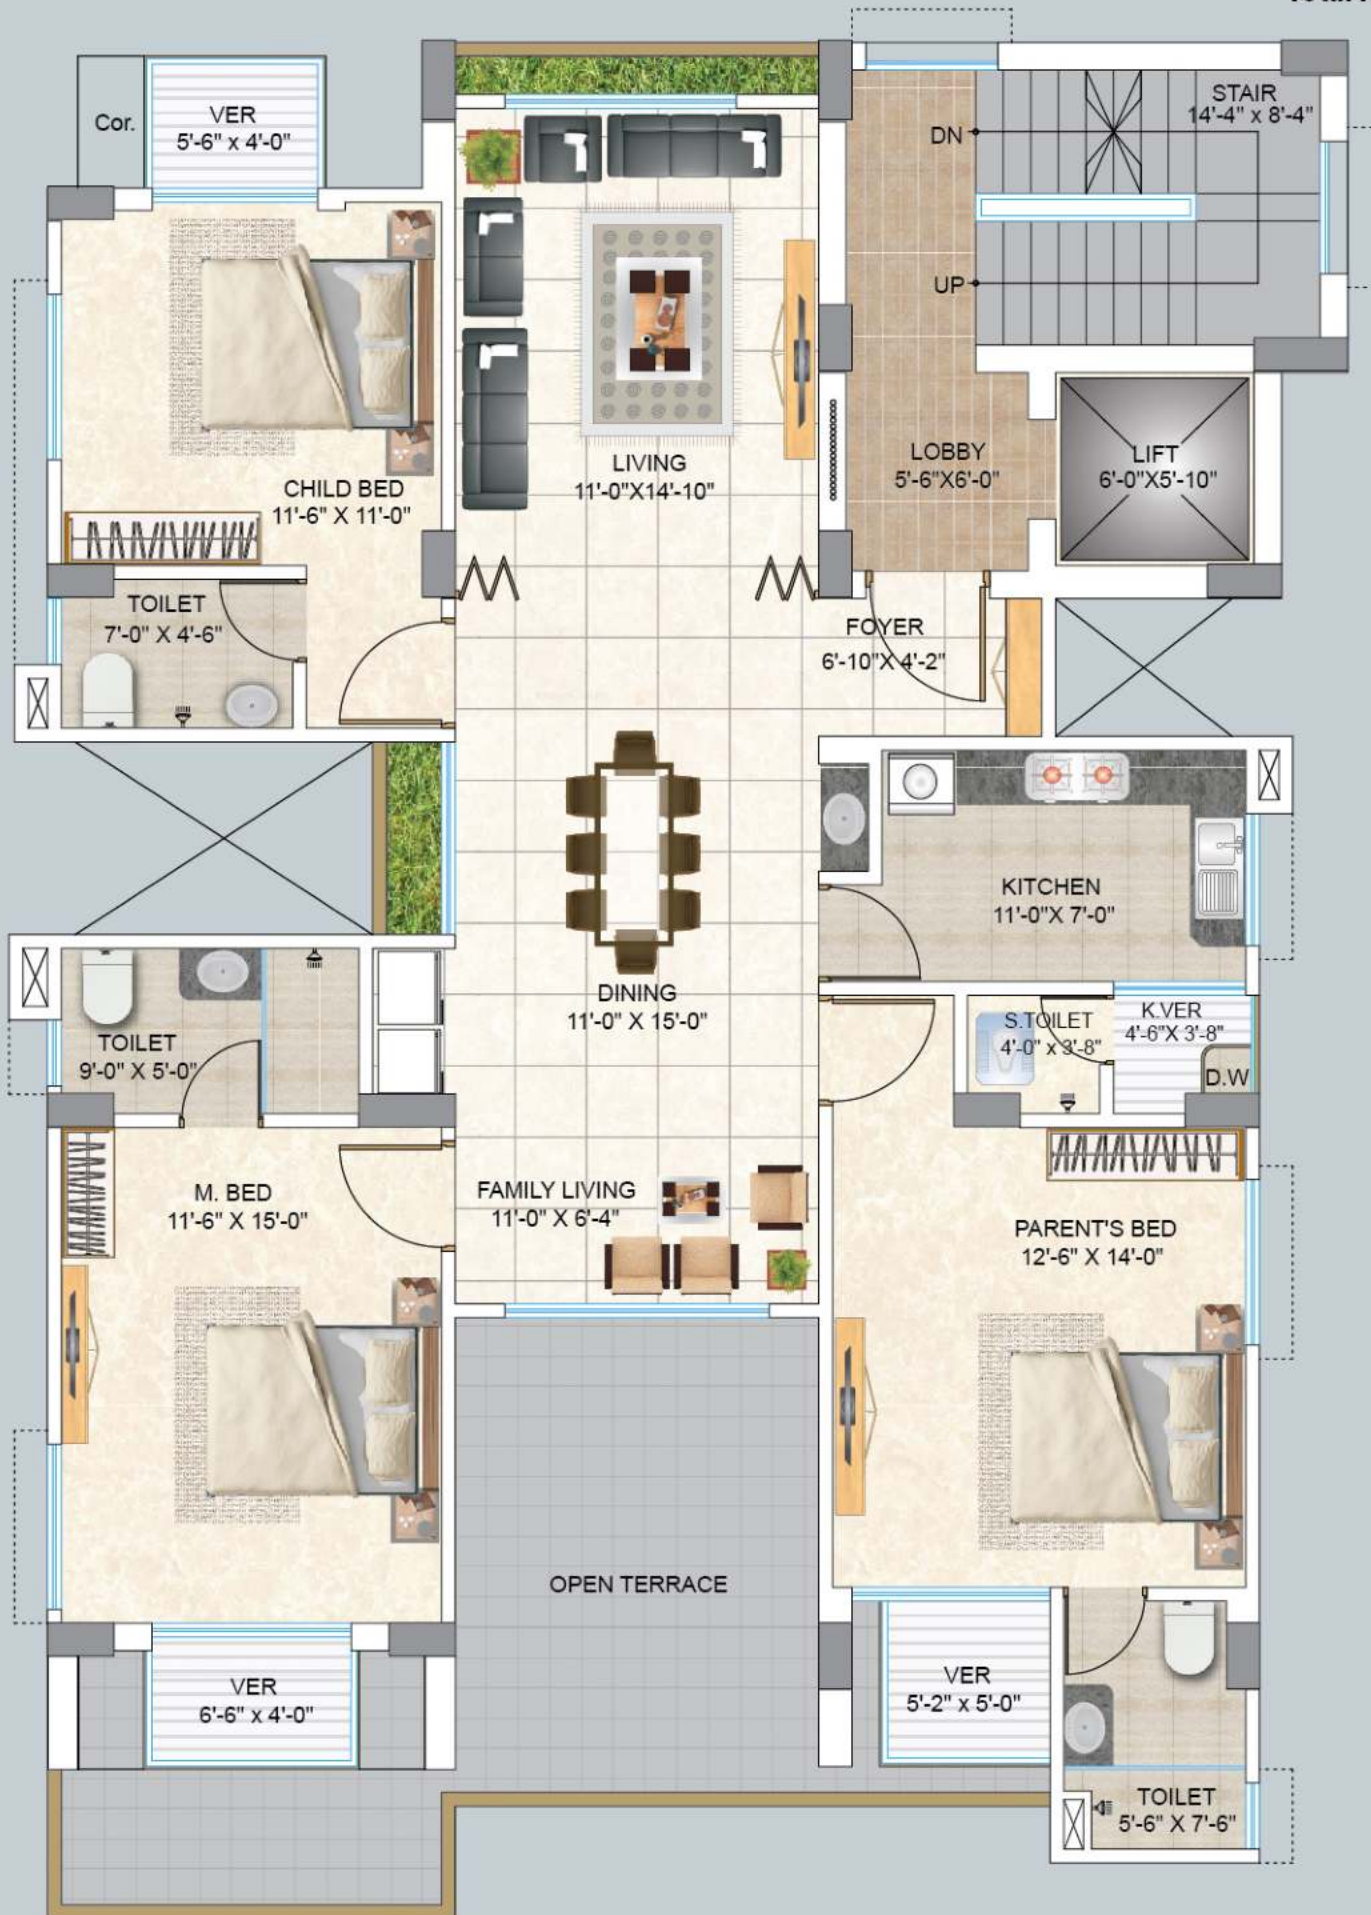 VER
5'-6" x 4'-0"
Cor.
STAIR
14'-4" x 8'-4"
DN
UP
LIVING
11'-0"X14'-10"
LOBBY
5'-6"X6'-0"
LIFT
6'-0"X5'-10"
CHILD BED
11'-6" X 11'-0"
TOILET
7'-0" X 4'-6"
FOYER
6'-10"X 4'-2"
KITCHEN
11'-0"X 7'-0"
DINING
11'-0" X 15'-0"
S.TOILET
4'-0" x 3'-8"
K.VER
4'-6"X 3'-8"
D.W
TOILET
9'-0" X 5'-0"
M. BED
11'-6" X 15'-0"
FAMILY LIVING
11'-0" X 6'-4"
PARENT'S BED
12'-6" X 14'-0"
OPEN TERRACE
VER
6'-6" x 4'-0"
VER
5'-2" x 5'-0"
TOILET
5'-6" X 7'-6"